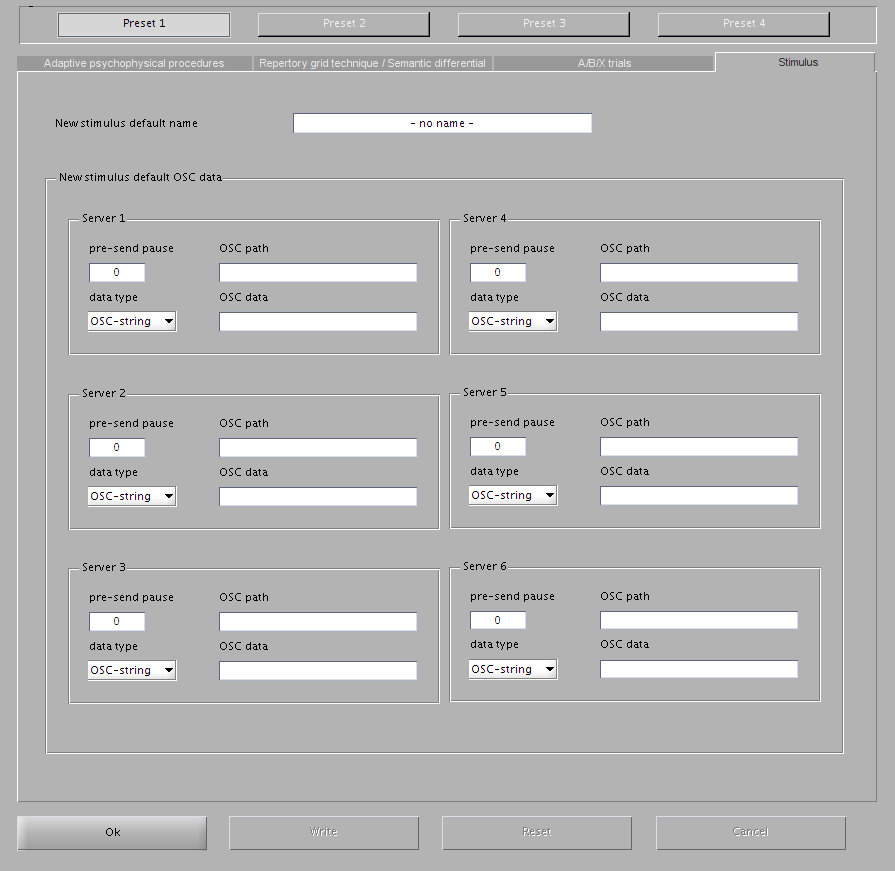 Preset 1 Preset 2 Preset 3 Preset 4
Adaptive psychophysical procedures Repertory grid technique / Semantic differential A/B/X trials Stimulus
New stimulus default name - no name -
New stimulus default OSC data
Server 1
pre-send pause OSC path
0
data type OSC data
OSC-string
Server 4
pre-send pause OSC path
0
data type OSC data
OSC-string
Server 2
pre-send pause OSC path
0
data type OSC data
OSC-string
Server 5
pre-send pause OSC path
0
data type OSC data
OSC-string
Server 3
pre-send pause OSC path
0
data type OSC data
OSC-string
Server 6
pre-send pause OSC path
0
data type OSC data
OSC-string
Ok Write Reset Cancel